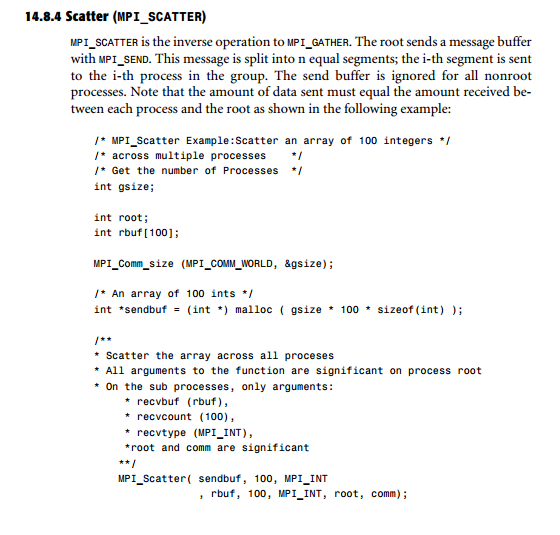 14.8.4 Scatter (MPI_SCATTER)
MPI_SCATTER is the inverse operation to MPI_GATHER. The root sends a message buffer
with MPI_SEND. This message is split into n equal segments; the i-th segment is sent
to the i-th process in the group. The send buffer is ignored for all nonroot
processes. Note that the amount of data sent must equal the amount received be-
tween each process and the root as shown in the following example:
/* MPI_Scatter Example:Scatter an array of 100 integers */
/* across multiple processes */
/* Get the number of Processes */
int gsize;
int root;
int rbuf[100];
MPI_Comm_size (MPI_COMM_WORLD, &gsize);
/* An array of 100 ints */
int *sendbuf = (int *) malloc ( gsize * 100 * sizeof(int) );
/**
* Scatter the array across all proceses
* All arguments to the function are significant on process root
* On the sub processes, only arguments:
* recvbuf (rbuf),
* recvcount (100),
* recvtype (MPI_INT),
*root and comm are significant
**/
MPI_Scatter( sendbuf, 100, MPI_INT
, rbuf, 100, MPI_INT, root, comm);